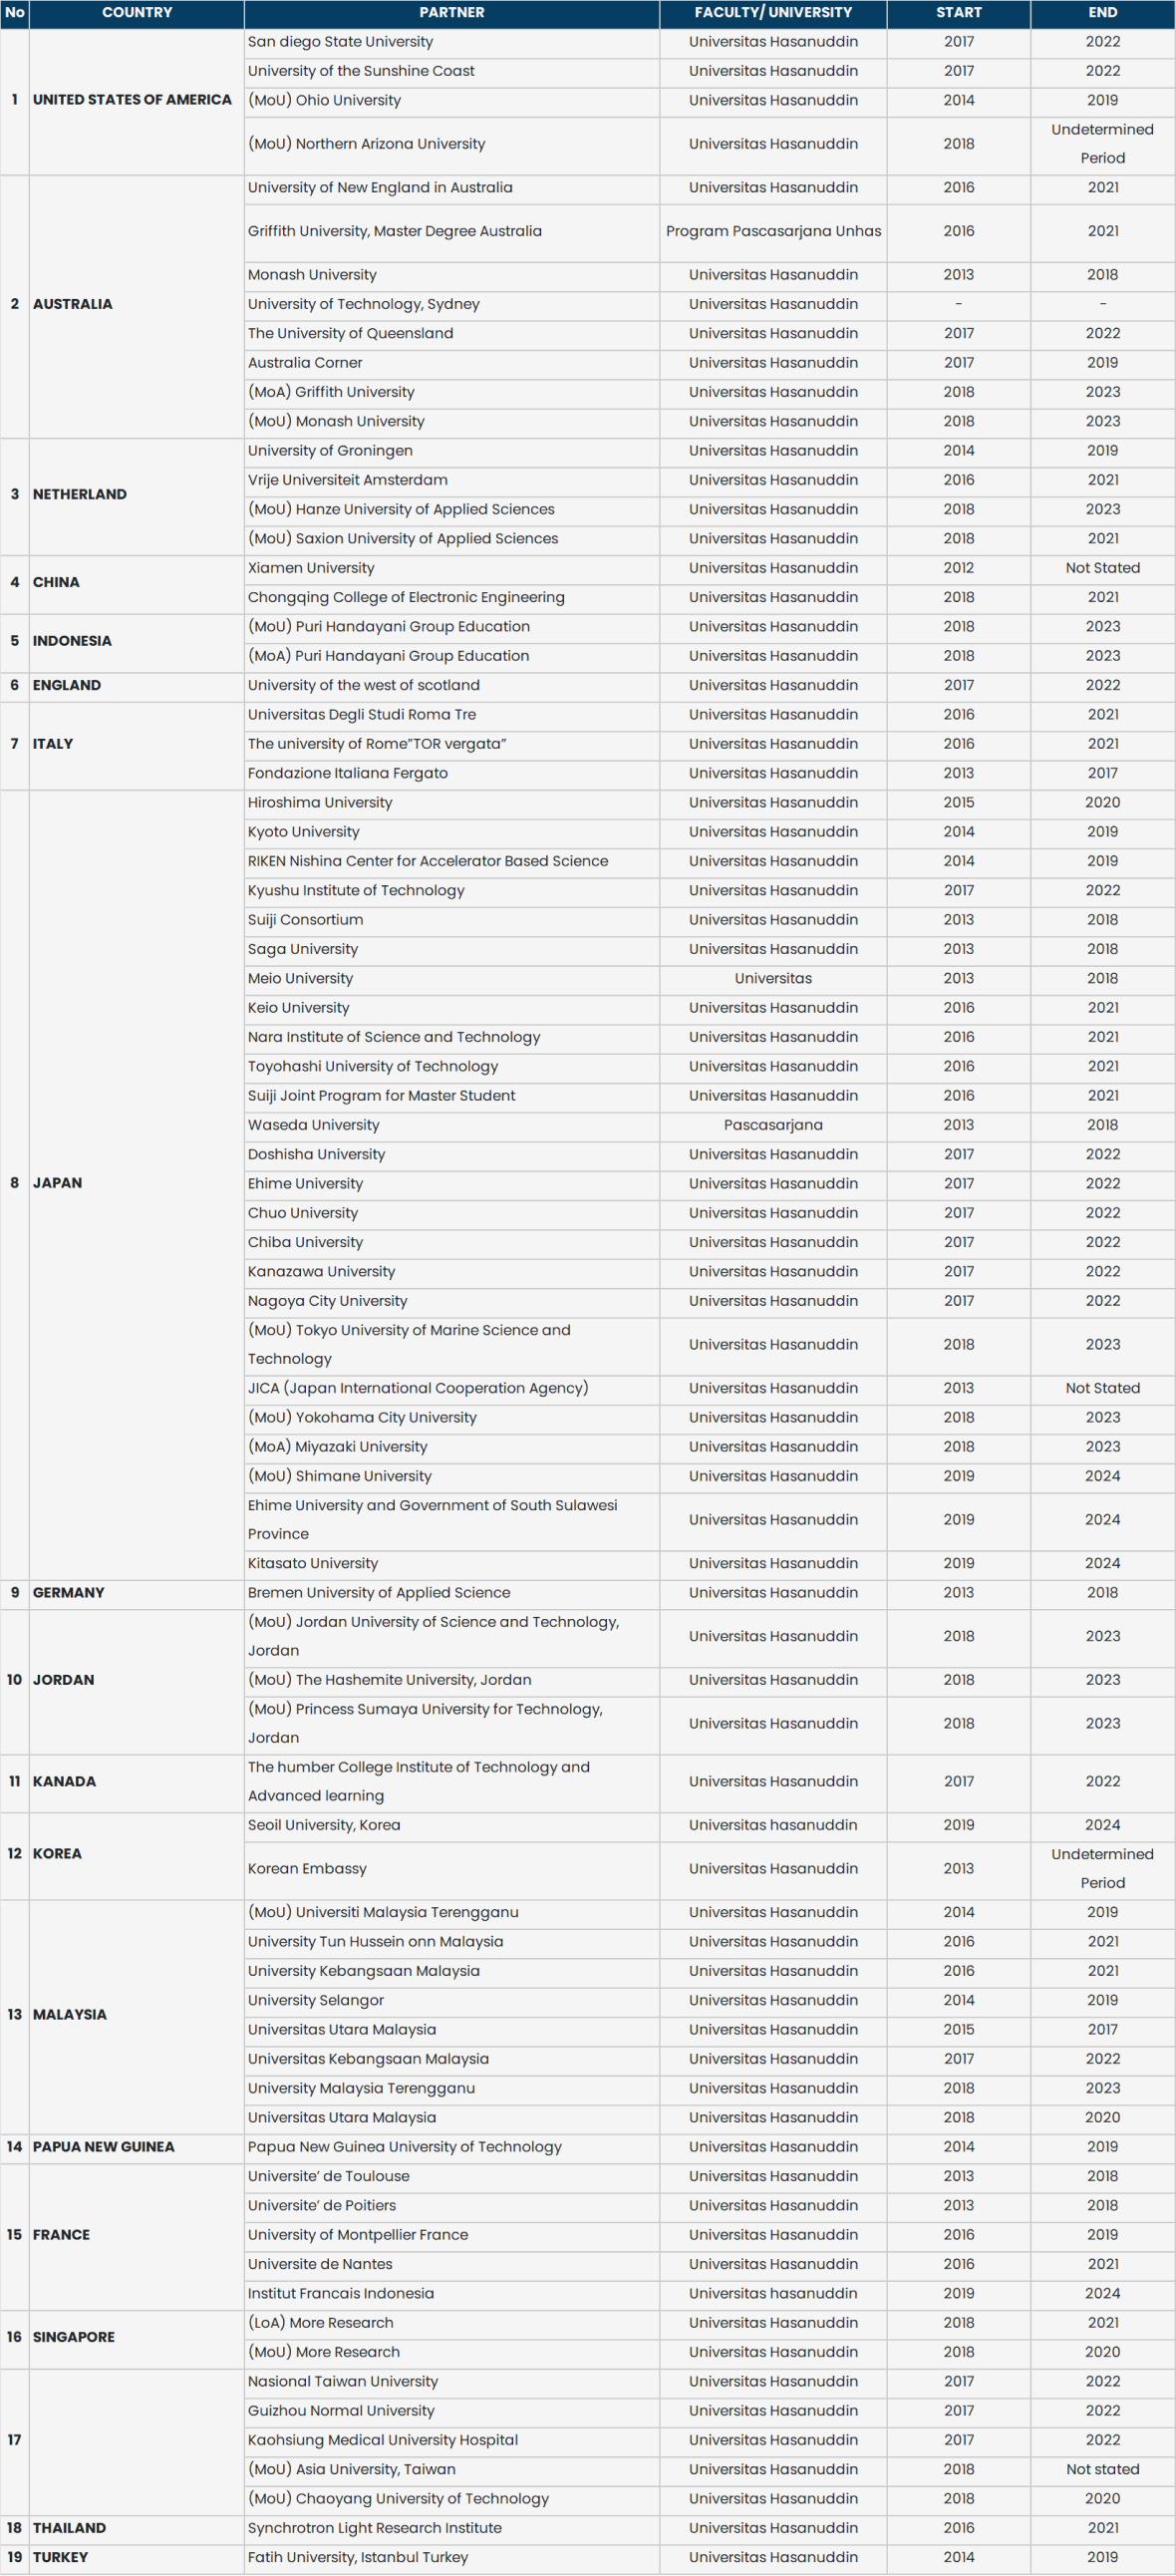 No COUNTRY PARTNER FACULTY/ UNIVERSITY START END
1 UNITED STATES OF AMERICA San diego State University Universitas Hasanuddin 2017 2022
University of the Sunshine Coast Universitas Hasanuddin 2017 2022
(MoU) Ohio University Universitas Hasanuddin 2014 2019
(MoU) Northern Arizona University Universitas Hasanuddin 2018 Undetermined
Period
2 AUSTRALIA University of New England in Australia Universitas Hasanuddin 2016 2021
Griffith University, Master Degree Australia Program Pascasarjana Unhas 2016 2021
Monash University Universitas Hasanuddin 2013 2018
University of Technology, Sydney Universitas Hasanuddin - -
The University of Queensland Universitas Hasanuddin 2017 2022
Australia Corner Universitas Hasanuddin 2017 2019
(MoA) Griffith University Universitas Hasanuddin 2018 2023
(MoU) Monash University Universitas Hasanuddin 2018 2023
3 NETHERLAND University of Groningen Universitas Hasanuddin 2014 2019
Vrije Universiteit Amsterdam Universitas Hasanuddin 2016 2021
(MoU) Hanze University of Applied Sciences Universitas Hasanuddin 2018 2023
(MoU) Saxion University of Applied Sciences Universitas Hasanuddin 2018 2021
4 CHINA Xiamen University Universitas Hasanuddin 2012 Not Stated
Chongqing College of Electronic Engineering Universitas Hasanuddin 2018 2021
5 INDONESIA (MoU) Puri Handayani Group Education Universitas Hasanuddin 2018 2023
(MoA) Puri Handayani Group Education Universitas Hasanuddin 2018 2023
6 ENGLAND University of the west of scotland Universitas Hasanuddin 2017 2022
7 ITALY Universitas Degli Studi Roma Tre Universitas Hasanuddin 2016 2021
The university of Rome”TOR vergata” Universitas Hasanuddin 2016 2021
Fondazione Italiana Fergato Universitas Hasanuddin 2013 2017
8 JAPAN Hiroshima University Universitas Hasanuddin 2015 2020
Kyoto University Universitas Hasanuddin 2014 2019
RIKEN Nishina Center for Accelerator Based Science Universitas Hasanuddin 2014 2019
Kyushu Institute of Technology Universitas Hasanuddin 2017 2022
Suiji Consortium Universitas Hasanuddin 2013 2018
Saga University Universitas Hasanuddin 2013 2018
Meio University Universitas 2013 2018
Keio University Universitas Hasanuddin 2016 2021
Nara Institute of Science and Technology Universitas Hasanuddin 2016 2021
Toyohashi University of Technology Universitas Hasanuddin 2016 2021
Suiji Joint Program for Master Student Universitas Hasanuddin 2016 2021
Waseda University Pascasarjana 2013 2018
Doshisha University Universitas Hasanuddin 2017 2022
Ehime University Universitas Hasanuddin 2017 2022
Chuo University Universitas Hasanuddin 2017 2022
Chiba University Universitas Hasanuddin 2017 2022
Kanazawa University Universitas Hasanuddin 2017 2022
Nagoya City University Universitas Hasanuddin 2017 2022
(MoU) Tokyo University of Marine Science and
Technology Universitas Hasanuddin 2018 2023
JICA (Japan International Cooperation Agency) Universitas Hasanuddin 2013 Not Stated
(MoU) Yokohama City University Universitas Hasanuddin 2018 2023
(MoA) Miyazaki University Universitas Hasanuddin 2018 2023
(MoU) Shimane University Universitas Hasanuddin 2019 2024
Ehime University and Government of South Sulawesi
Province Universitas Hasanuddin 2019 2024
Kitasato University Universitas Hasanuddin 2019 2024
9 GERMANY Bremen University of Applied Science Universitas Hasanuddin 2013 2018
10 JORDAN (MoU) Jordan University of Science and Technology,
Jordan Universitas Hasanuddin 2018 2023
(MoU) The Hashemite University, Jordan Universitas Hasanuddin 2018 2023
(MoU) Princess Sumaya University for Technology,
Jordan Universitas Hasanuddin 2018 2023
11 KANADA The humber College Institute of Technology and
Advanced learning Universitas Hasanuddin 2017 2022
12 KOREA Seoil University, Korea Universitas hasanuddin 2019 2024
Korean Embassy Universitas Hasanuddin 2013 Undetermined
Period
13 MALAYSIA (MoU) Universiti Malaysia Terengganu Universitas Hasanuddin 2014 2019
University Tun Hussein onn Malaysia Universitas Hasanuddin 2016 2021
University Kebangsaan Malaysia Universitas Hasanuddin 2016 2021
University Selangor Universitas Hasanuddin 2014 2019
Universitas Utara Malaysia Universitas Hasanuddin 2015 2017
Universitas Kebangsaan Malaysia Universitas Hasanuddin 2017 2022
University Malaysia Terengganu Universitas Hasanuddin 2018 2023
Universitas Utara Malaysia Universitas Hasanuddin 2018 2020
14 PAPUA NEW GUINEA Papua New Guinea University of Technology Universitas Hasanuddin 2014 2019
15 FRANCE Universite’ de Toulouse Universitas Hasanuddin 2013 2018
Universite’ de Poitiers Universitas Hasanuddin 2013 2018
University of Montpellier France Universitas Hasanuddin 2016 2019
Universite de Nantes Universitas Hasanuddin 2016 2021
Institut Francais Indonesia Universitas hasanuddin 2019 2024
16 SINGAPORE (LoA) More Research Universitas Hasanuddin 2018 2021
(MoU) More Research Universitas Hasanuddin 2018 2020
17 Nasional Taiwan University Universitas Hasanuddin 2017 2022
Guizhou Normal University Universitas Hasanuddin 2017 2022
Kaohsiung Medical University Hospital Universitas Hasanuddin 2017 2022
(MoU) Asia University, Taiwan Universitas Hasanuddin 2018 Not stated
(MoU) Chaoyang University of Technology Universitas Hasanuddin 2018 2020
18 THAILAND Synchrotron Light Research Institute Universitas Hasanuddin 2016 2021
19 TURKEY Fatih University, Istanbul Turkey Universitas Hasanuddin 2014 2019